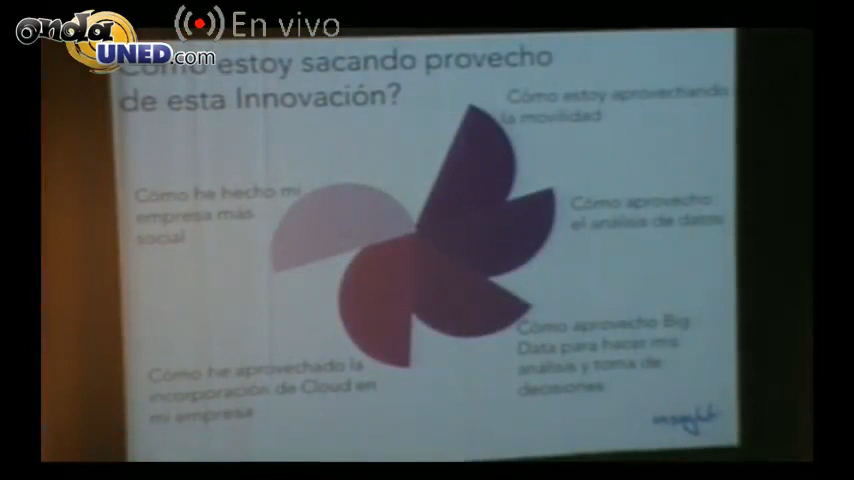 onda
UNED.com
En vivo
Cómo estoy sacando provecho
de esta Innovación?
Cómo estoy aprovechando
la movilidad
Cómo he hecho mi
empresa más
social
Cómo aprovecho
el análisis de datos
Cómo aprovecho Big
Data para hacer mis
análisis y toma de
decisiones
Cómo he aprovechado la
incorporación de Cloud en
mi empresa